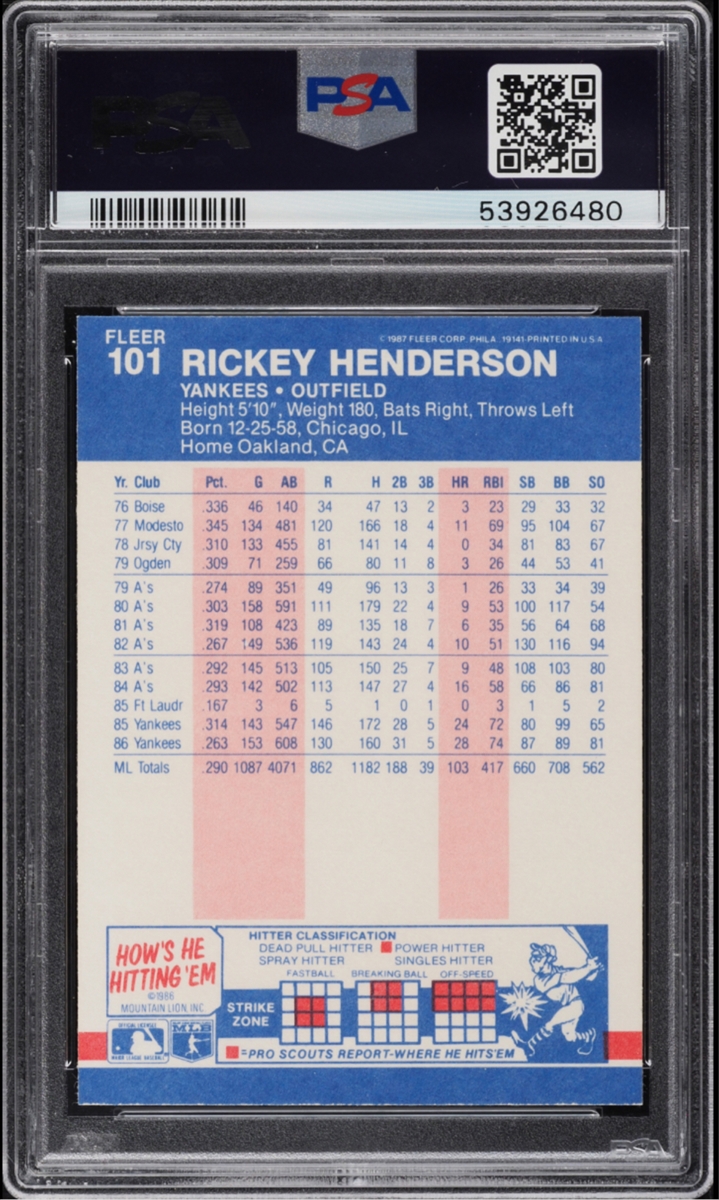 PSA
PSA
53926480
FLEER
© 1987 FLEER CORP. PHILA. 19141-PRINTED IN U S A
101 RICKEY HENDERSON
YANKEES • OUTFIELD
Height 5'10", Weight 180, Bats Right, Throws Left
Born 12-25-58, Chicago, IL
Home Oakland, CA
Yr. Club Pct. G AB R H 2B 3B HR RBI SB BB SO
76 Boise .336 46 140 34 47 13 2 3 23 29 33 32
77 Modesto .345 134 481 120 166 18 4 11 69 95 104 67
78 Jrsy Cty .310 133 455 81 141 14 4 0 34 81 83 67
79 Ogden .309 71 259 66 80 11 8 3 26 44 53 41
79 A's .274 89 351 49 96 13 3 1 26 33 34 39
80 A's .303 158 591 111 179 22 4 9 53 100 117 54
81 A's .319 108 423 89 135 18 7 6 35 56 64 68
82 A's .267 149 536 119 143 24 4 10 51 130 116 94
83 A's .292 145 513 105 150 25 7 9 48 108 103 80
84 A's .293 142 502 113 147 27 4 16 58 66 86 81
85 Ft Laudr .167 3 6 5 1 0 1 0 3 1 5 2
85 Yankees .314 143 547 146 172 28 5 24 72 80 99 65
86 Yankees .263 153 608 130 160 31 5 28 74 87 89 81
ML Totals .290 1087 4071 862 1182 188 39 103 417 660 708 562
HOW'S HE
HITTING 'EM
©1986
MOUNTAIN LION, INC.
HITTER CLASSIFICATION
DEAD PULL HITTER POWER HITTER
SPRAY HITTER SINGLES HITTER
FASTBALL BREAKING BALL OFF-SPEED
STRIKE
ZONE
=PRO SCOUTS REPORT-WHERE HE HITS'EM
MLB
PSA